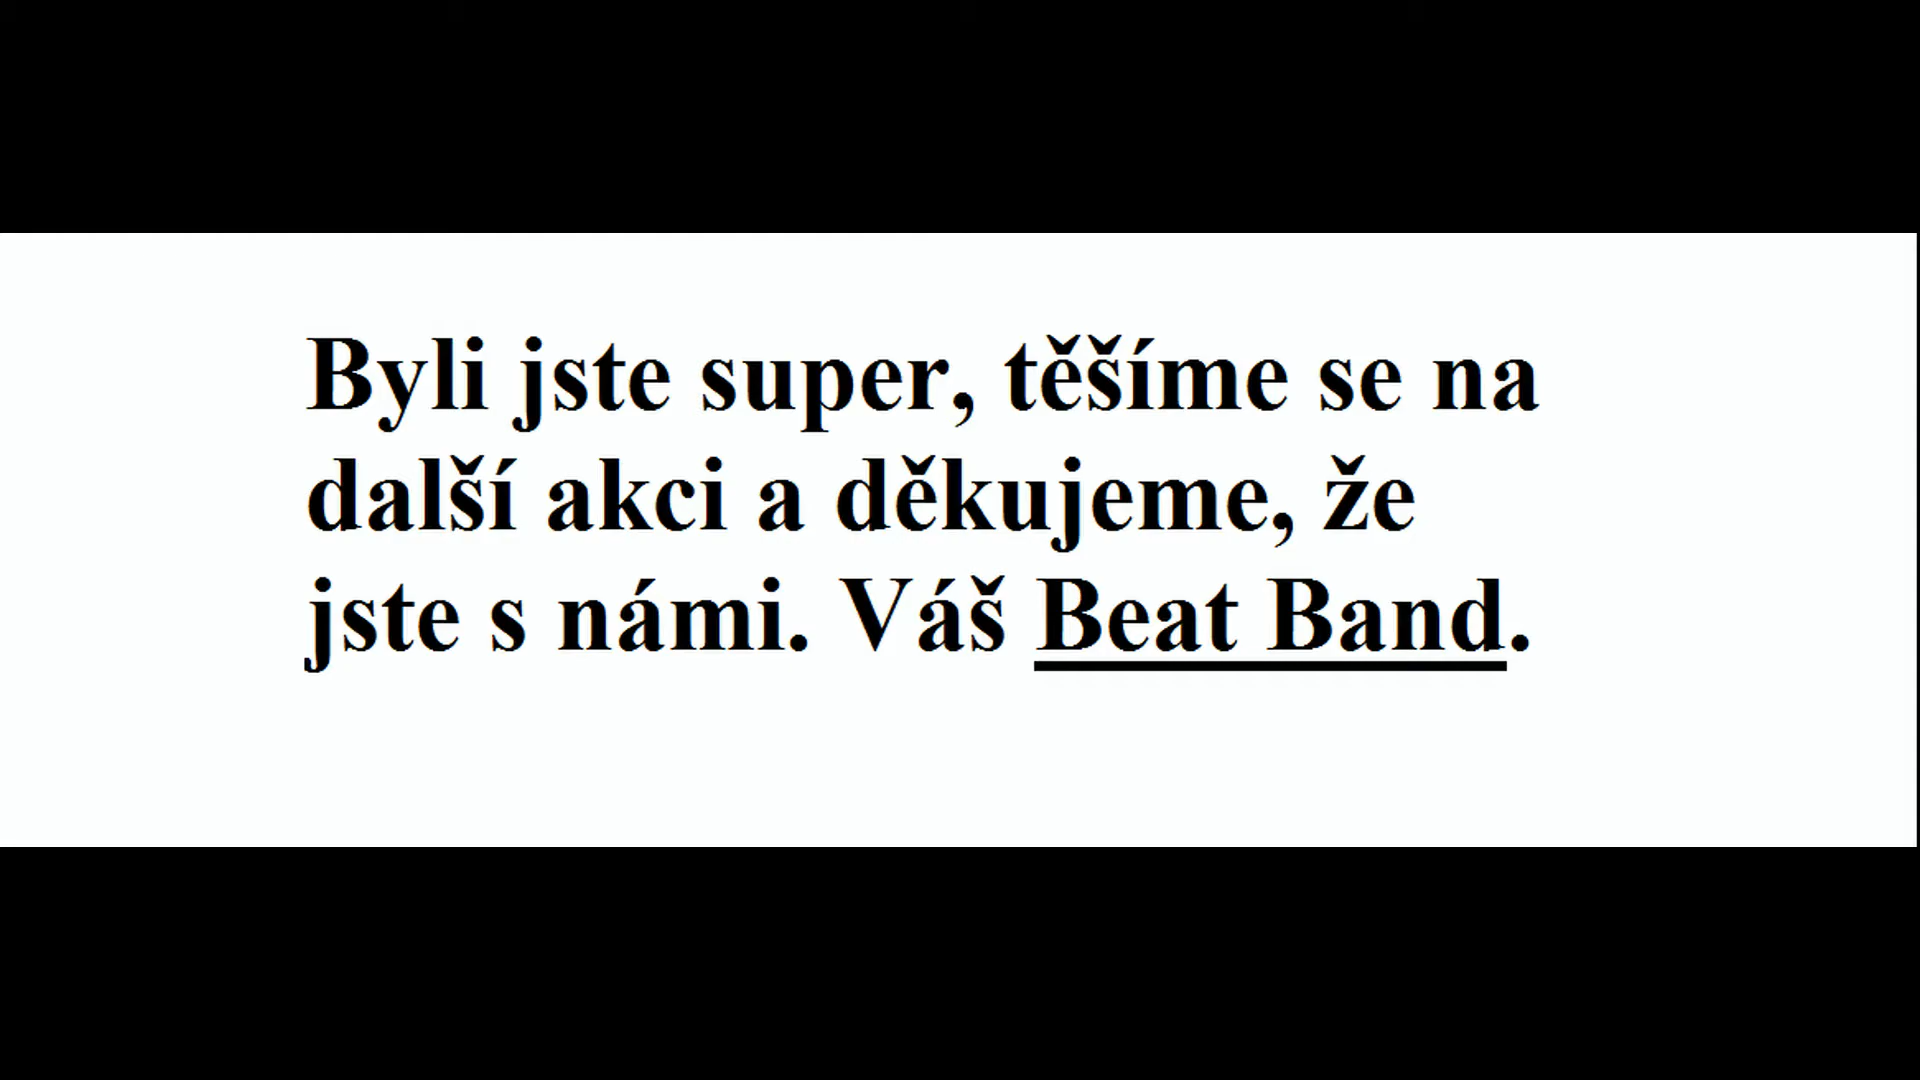 Byli jste super, těšíme se na
další akci a děkujeme, že
jste s námi. Váš Beat Band.